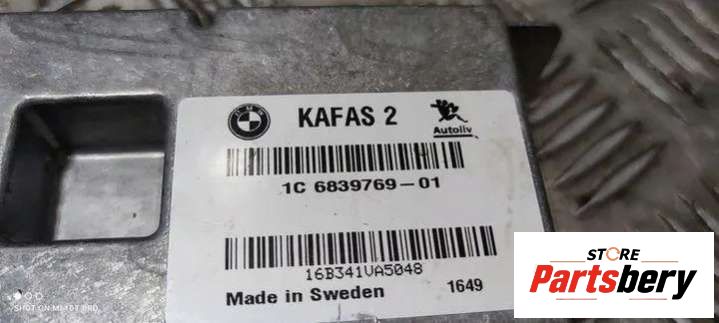 KAFAS 2
Autoliv
1C 6839769-01
16B341VA5048
Made in Sweden 1649
STORE
Partsbery
SHOT ON MI 10T PRO